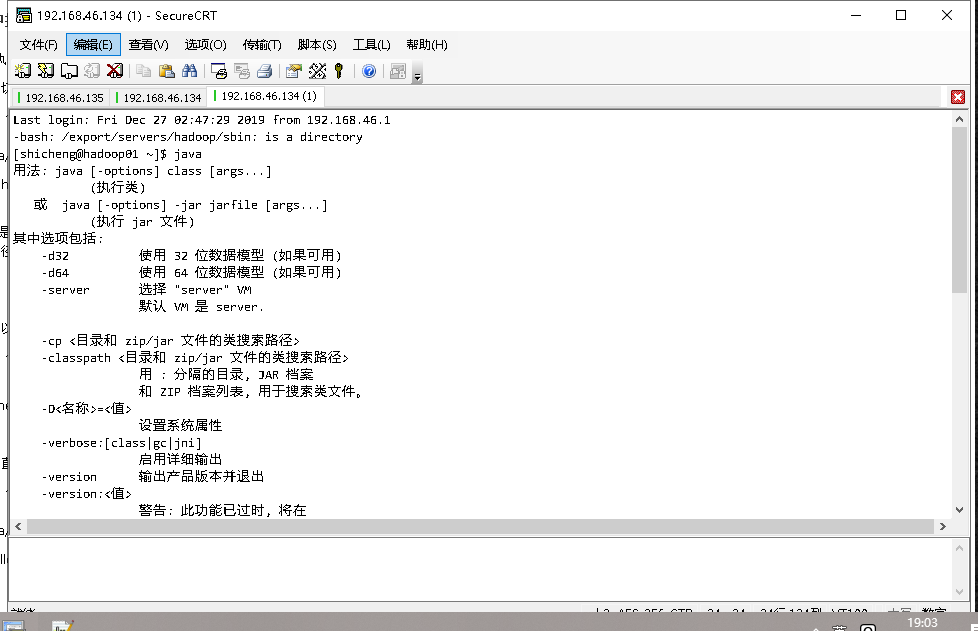 192.168.46.134 (1) - SecureCRT
文件(F) 编辑(E) 查看(V) 选项(O) 传输(T) 脚本(S) 工具(L) 帮助(H)
192.168.46.135 192.168.46.134 192.168.46.134 (1)
Last login: Fri Dec 27 02:47:29 2019 from 192.168.46.1
-bash: /export/servers/hadoop/sbin: is a directory
[shicheng@hadoop01 ~]$ java
用法: java [-options] class [args...]
(执行类)
或 java [-options] -jar jarfile [args...]
(执行 jar 文件)
其中选项包括:
-d32 使用 32 位数据模型 (如果可用)
-d64 使用 64 位数据模型 (如果可用)
-server 选择 "server" VM
默认 VM 是 server.
-cp <目录和 zip/jar 文件的类搜索路径>
-classpath <目录和 zip/jar 文件的类搜索路径>
用 : 分隔的目录, JAR 档案
和 ZIP 档案列表, 用于搜索类文件。
-D<名称>=<值>
设置系统属性
-verbose:[class|gc|jni]
启用详细输出
-version 输出产品版本并退出
-version:<值>
警告: 此功能已过时, 将在
19:03